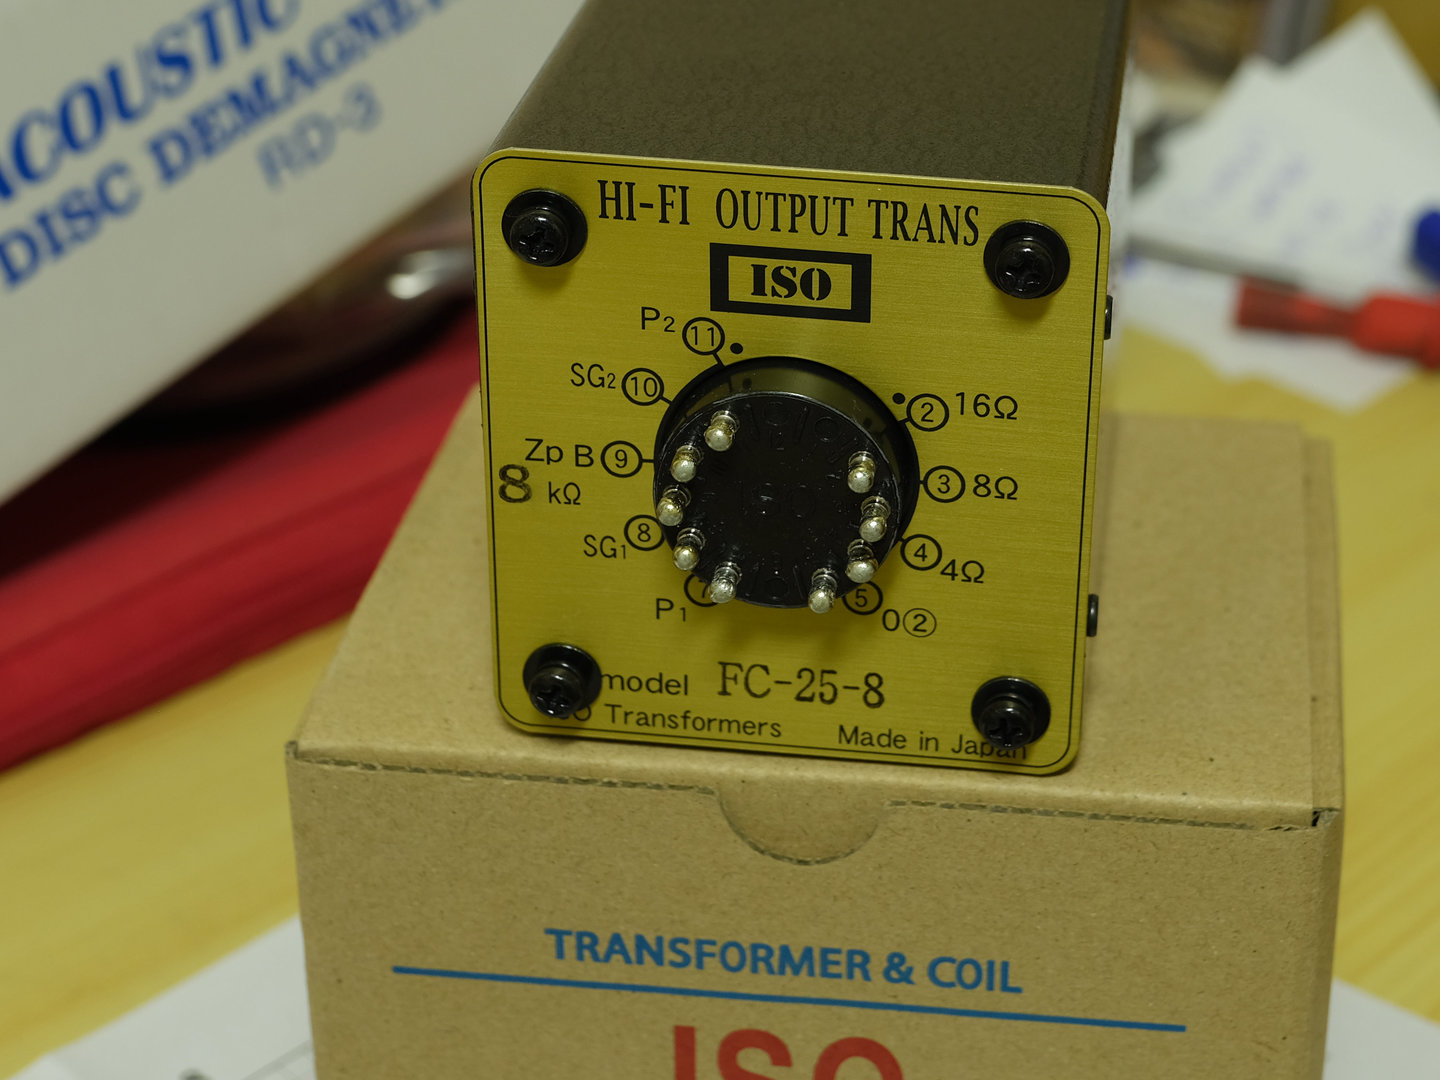 ACOUSTIC
DISC DEMAGNE
RD-3
HI-FI OUTPUT TRANS
ISO
P2 11
SG2 10
Zp B 9
8 kΩ
SG1 8
P1 7
2 16Ω
3 8Ω
4 4Ω
5 0②
ISO
model FC-25-8
Transformers Made in Japan
TRANSFORMER & COIL
ISO